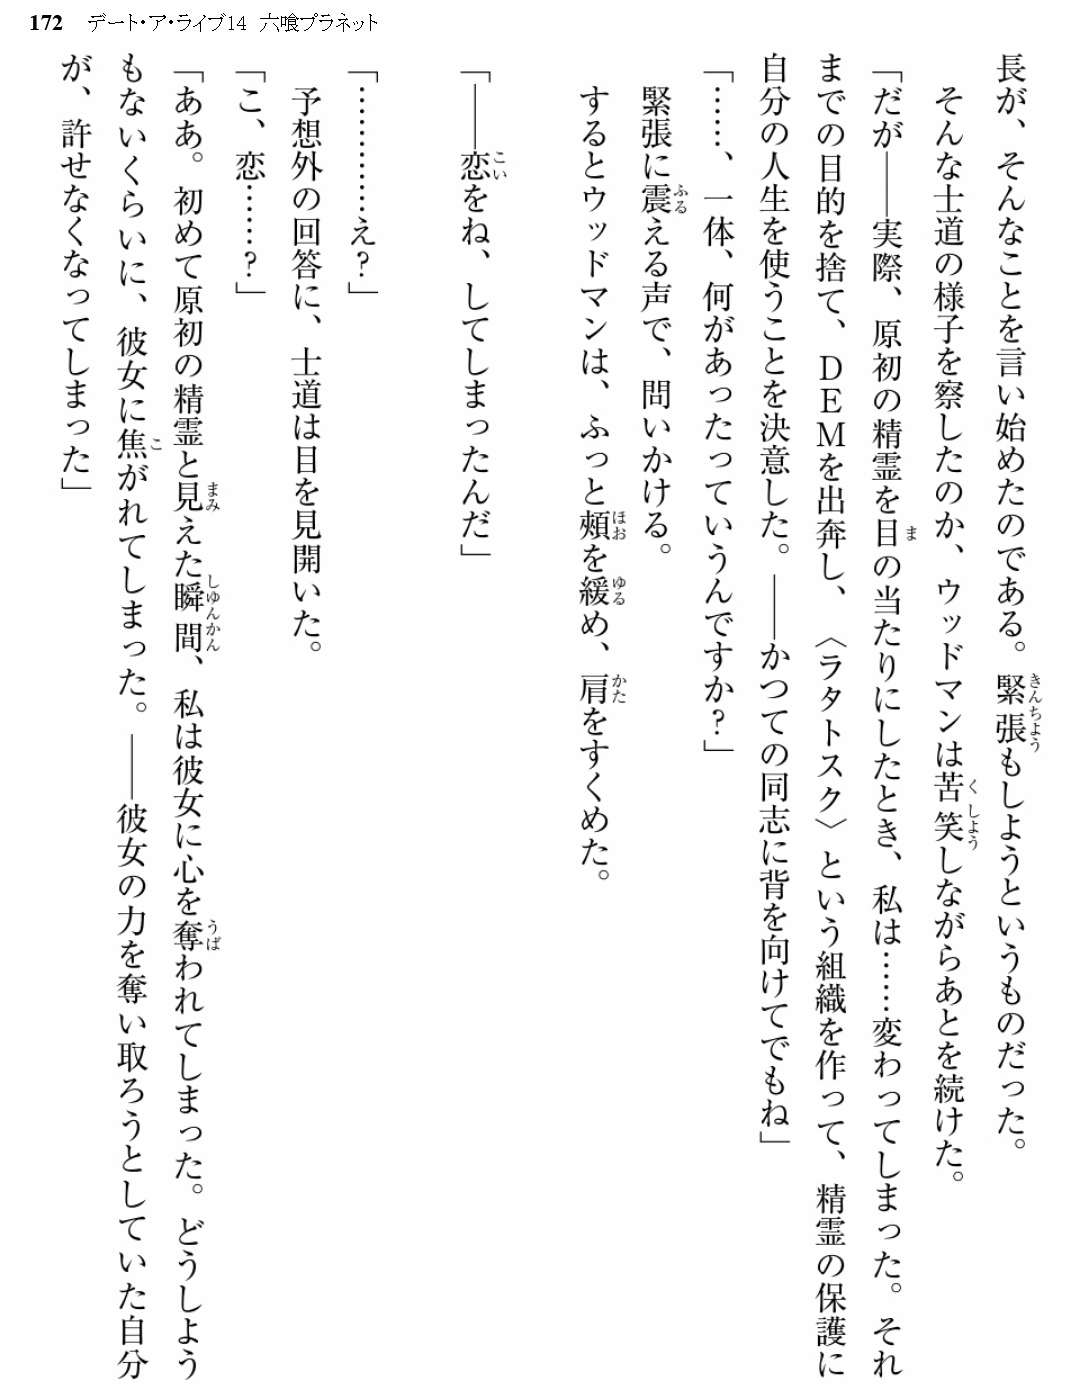 172 デート・ア・ライブ14 六喰プラネット
長が、そんなことを言い始めたのである。緊張もしようというものだった。
そんな士道の様子を察したのか、ウッドマンは苦笑しながらあとを続けた。
「だが――実際、原初の精霊を目の当たりにしたとき、私は……変わってしまった。それ
までの目的を捨て、DEMを出奔し、〈ラタトスク〉という組織を作って、精霊の保護に
自分の人生を使うことを決意した。――かつての同志に背を向けてでもね」
「……、一体、何があったっていうんですか？」
緊張に震える声で、問いかける。
するとウッドマンは、ふっと頬を緩め、肩をすくめた。
「――恋をね、してしまったんだ」
「…………え？」
予想外の回答に、士道は目を見開いた。
「こ、恋……？」
「ああ。初めて原初の精霊と見えた瞬間、私は彼女に心を奪われてしまった。どうしよう
もないくらいに、彼女に焦がれてしまった。――彼女の力を奪い取ろうとしていた自分
が、許せなくなってしまった」